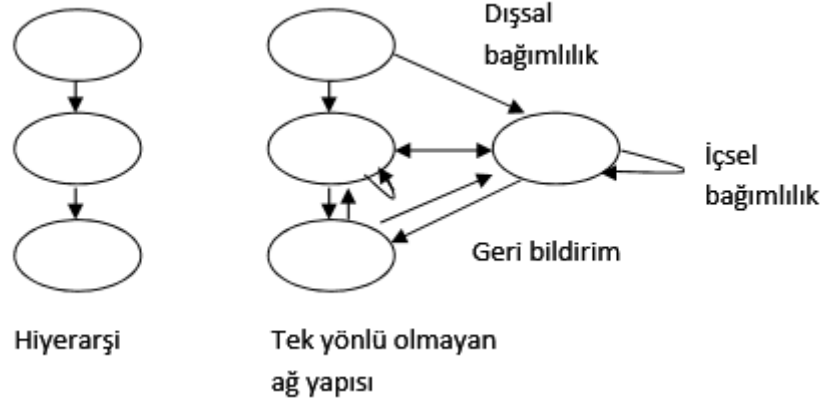 Dışsal
bağımlılık
İçsel
bağımlılık
Geri bildirim
Hiyerarşi
Tek yönlü olmayan
ağ yapısı